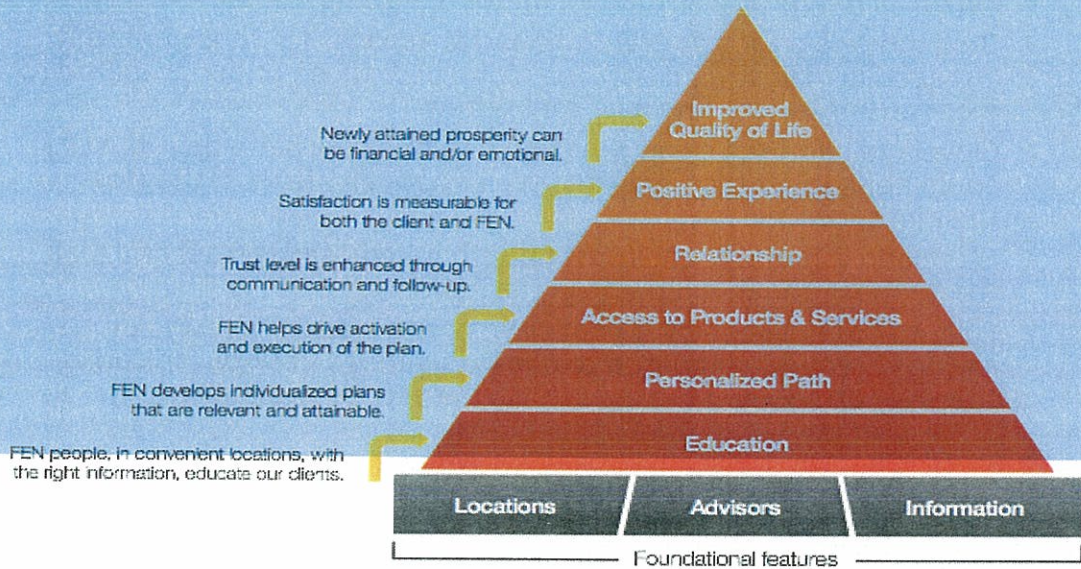 Improved
Quality of Life
Newly attained prosperity can
be financial and/or emotional.
Positive Experience
Satisfaction is measurable for
both the client and FEN.
Relationship
Trust level is enhanced through
communication and follow-up.
Access to Products & Services
FEN helps drive activation
and execution of the plan.
Personalized Path
FEN develops individualized plans
that are relevant and attainable.
Education
FEN people, in convenient locations, with
the right information, educate our clients.
Locations
Advisors
Information
Foundational features